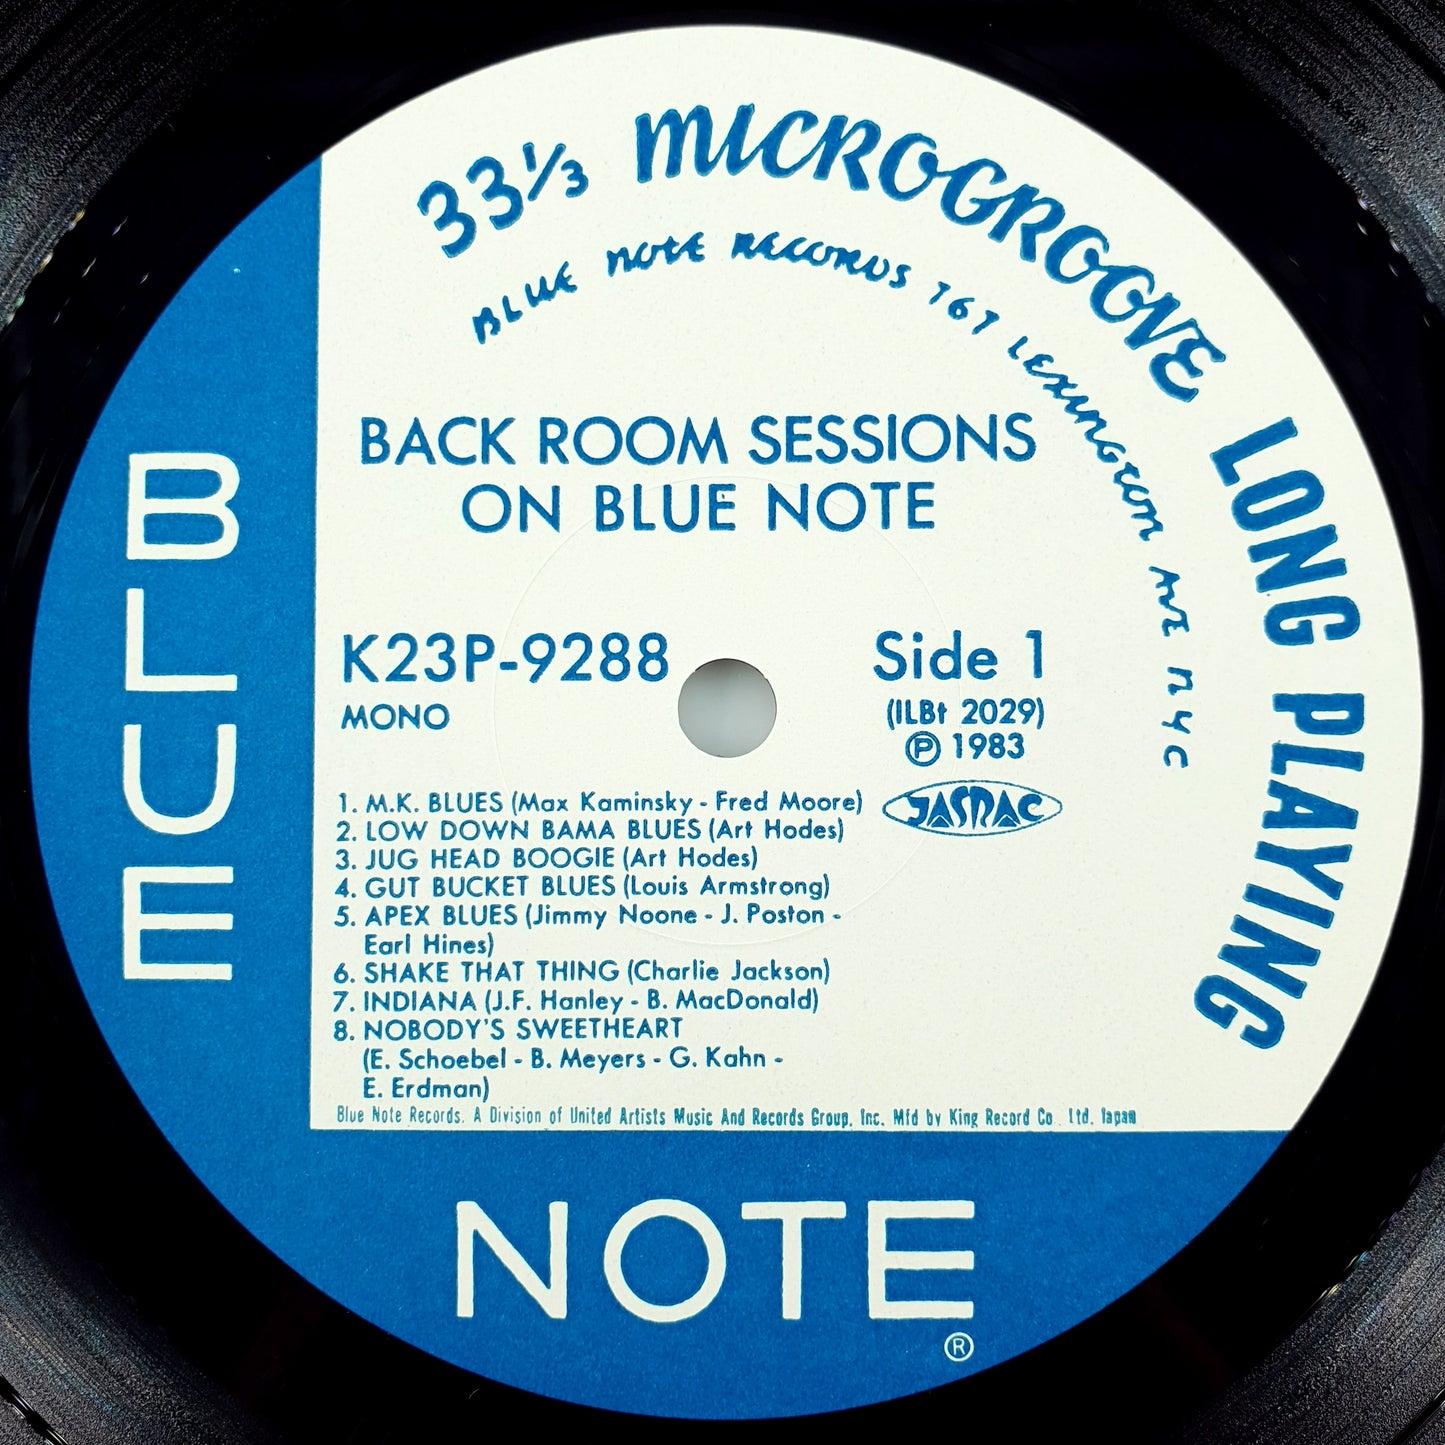 33⅓ MICROGROOVE LONG PLAYING
BLUE NOTE RECORDS 767 LEXINGTON AVE NYC
BACK ROOM SESSIONS
ON BLUE NOTE
K23P-9288
MONO
Side 1
(ILBt 2029)
℗ 1983
JASRAC
1. M.K. BLUES (Max Kaminsky - Fred Moore)
2. LOW DOWN BAMA BLUES (Art Hodes)
3. JUG HEAD BOOGIE (Art Hodes)
4. GUT BUCKET BLUES (Louis Armstrong)
5. APEX BLUES (Jimmy Noone - J. Poston -
Earl Hines)
6. SHAKE THAT THING (Charlie Jackson)
7. INDIANA (J.F. Hanley - B. MacDonald)
8. NOBODY'S SWEETHEART
(E. Schoebel - B. Meyers - G. Kahn -
E. Erdman)
Blue Note Records. A Division of United Artists Music And Records Group, Inc. Mfd by King Record Co. Ltd. Japan
BLUE
NOTE
®